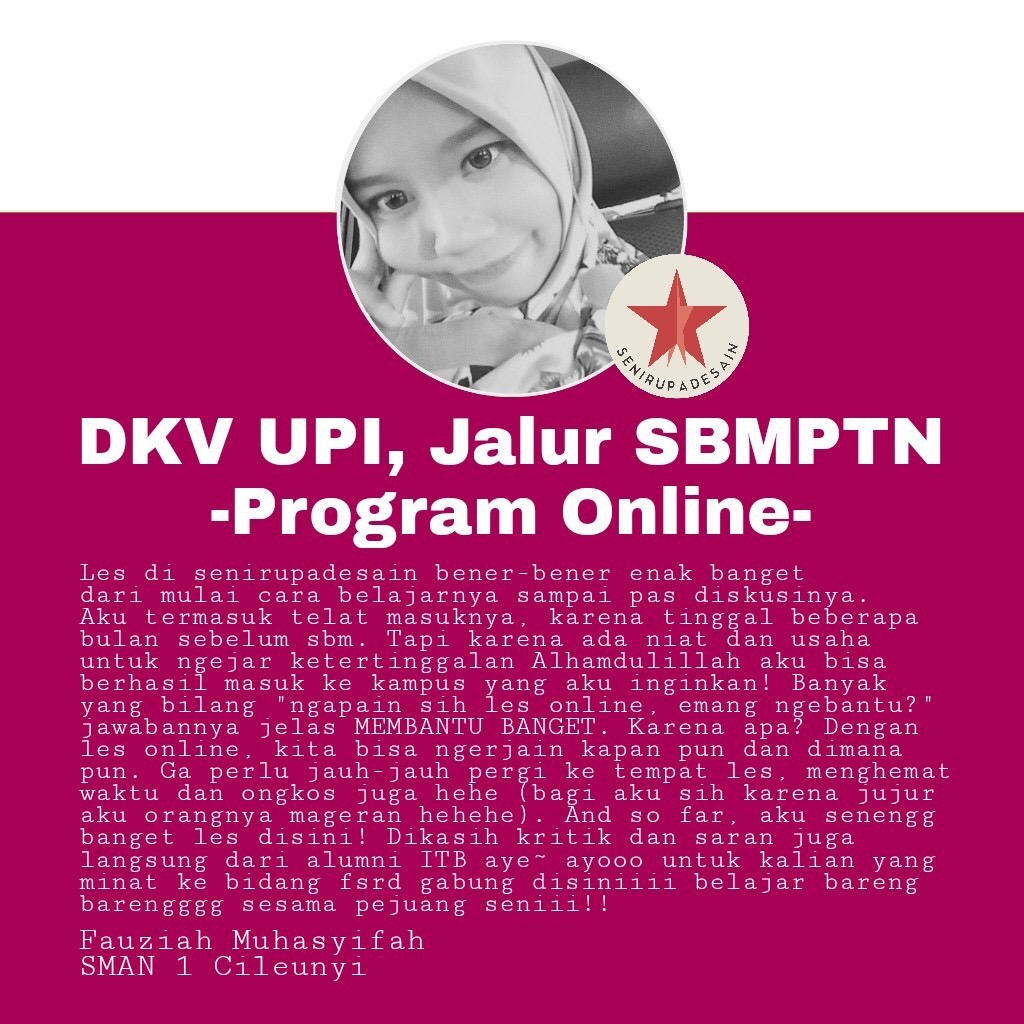 SENIRUPADESAIN
DKV UPI, Jalur SBMPTN
-Program Online-
Les di senirupadesain bener-bener enak banget
dari mulai cara belajarnya sampai pas diskusinya.
Aku termasuk telat masuknya, karena tinggal beberapa
bulan sebelum sbm. Tapi karena ada niat dan usaha
untuk ngejar ketertinggalan Alhamdulillah aku bisa
berhasil masuk ke kampus yang aku inginkan! Banyak
yang bilang "ngapain sih les online, emang ngebantu?"
jawabannya jelas MEMBANTU BANGET. Karena apa? Dengan
les online, kita bisa ngerjain kapan pun dan dimana
pun. Ga perlu jauh-jauh pergi ke tempat les, menghemat
waktu dan ongkos juga hehe (bagi aku sih karena jujur
aku orangnya mageran hehehe). And so far, aku senengg
banget les disini! Dikasih kritik dan saran juga
langsung dari alumni ITB aye~ ayooo untuk kalian yang
minat ke bidang fsrd gabung disiniiii belajar bareng
barengggg sesama pejuang seniii!!
Fauziah Muhasyifah
SMAN 1 Cileunyi